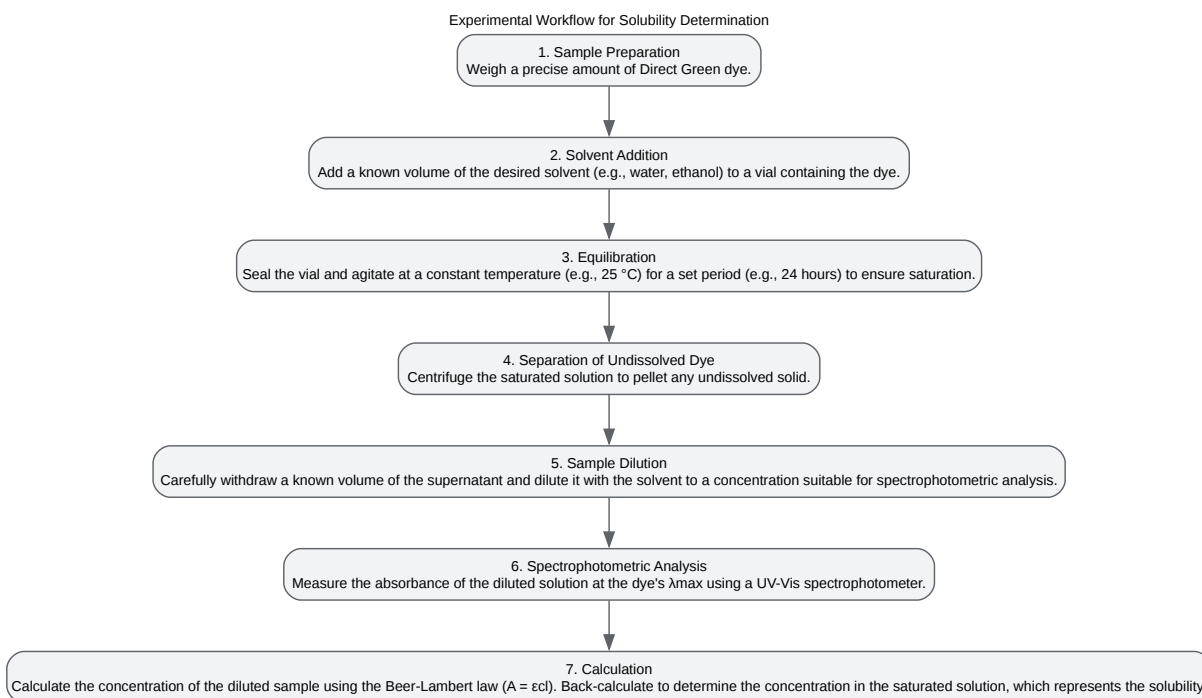 Experimental Workflow for Solubility Determination
1. Sample Preparation
Weigh a precise amount of Direct Green dye.
2. Solvent Addition
Add a known volume of the desired solvent (e.g., water, ethanol) to a vial containing the dye.
3. Equilibration
Seal the vial and agitate at a constant temperature (e.g., 25 °C) for a set period (e.g., 24 hours) to ensure saturation.
4. Separation of Undissolved Dye
Centrifuge the saturated solution to pellet any undissolved solid.
5. Sample Dilution
Carefully withdraw a known volume of the supernatant and dilute it with the solvent to a concentration suitable for spectrophotometric analysis.
6. Spectrophotometric Analysis
Measure the absorbance of the diluted solution at the dye's λmax using a UV-Vis spectrophotometer.
7. Calculation
Calculate the concentration of the diluted sample using the Beer-Lambert law (A = εcl). Back-calculate to determine the concentration in the saturated solution, which represents the